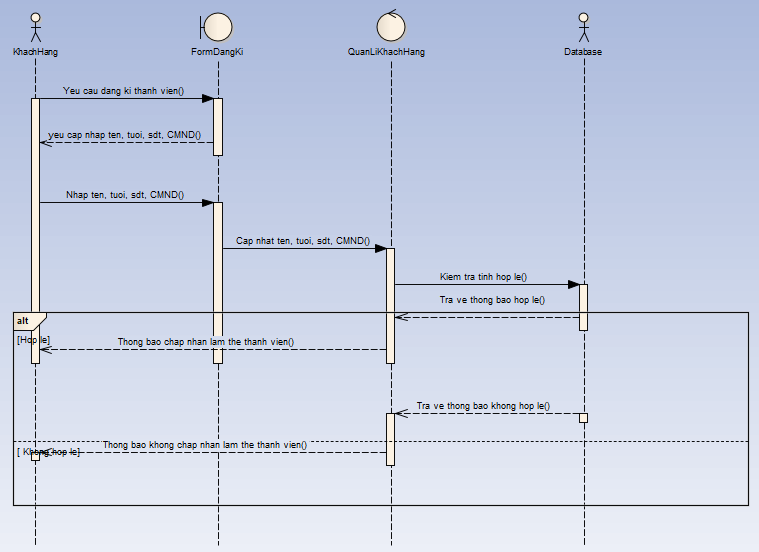 KhachHang
FormDangKi
QuanLiKhachHang
Database
Yeu cau dang ki thanh vien()
yeu cap nhap ten, tuoi, sdt, CMND()
Nhap ten, tuoi, sdt, CMND()
Cap nhat ten, tuoi, sdt, CMND()
Kiem tra tinh hop le()
Tra ve thong bao hop le()
alt
[Hop le]
Thong bao chap nhan lam the thanh vien()
Tra ve thong bao khong hop le()
Thong bao khong chap nhan lam the thanh vien()
[ Khong hop le]